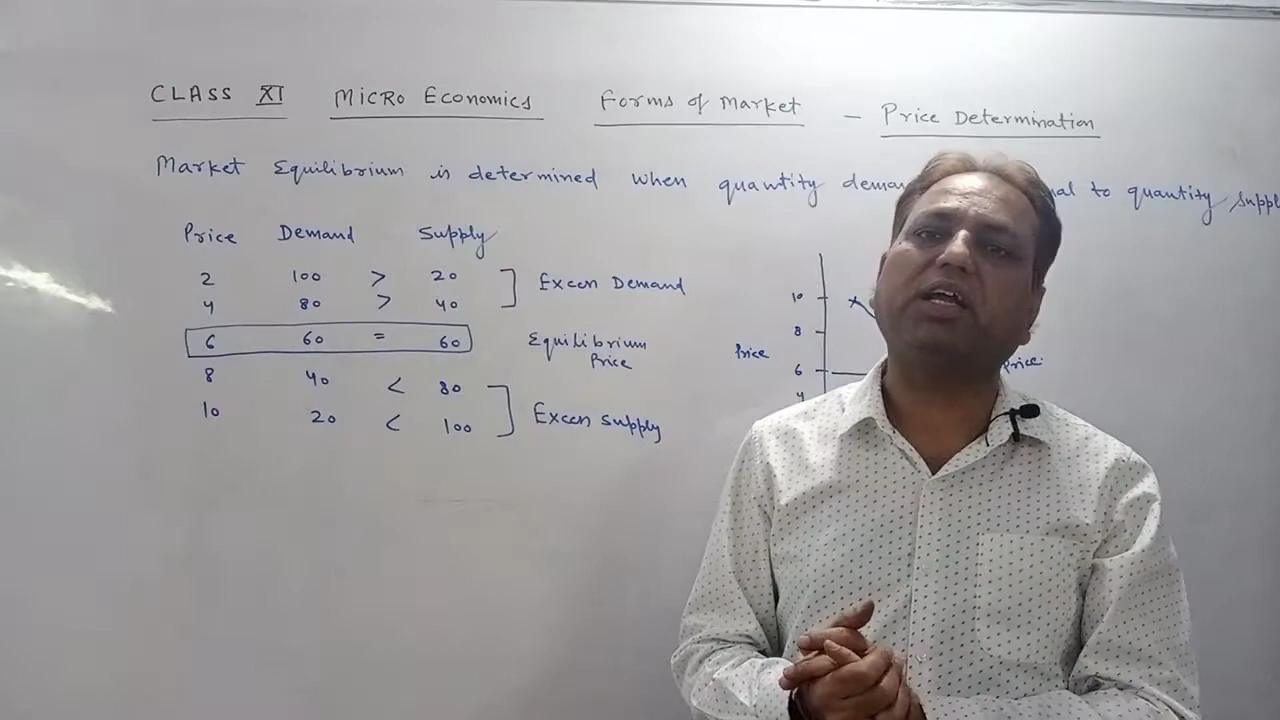 CLASS XI MICRO ECONOMICS Forms of Market - Price Determination
Market Equilibrium is determined when quantity to quantity
Price Demand Supply
2 100 > 20
4 80 > 40
Excess Demand
6 60 = 60
Equilibrium
Price
8 40 < 80
10 20 < 100
Excess Supply
10
8
Price
6
4
Price